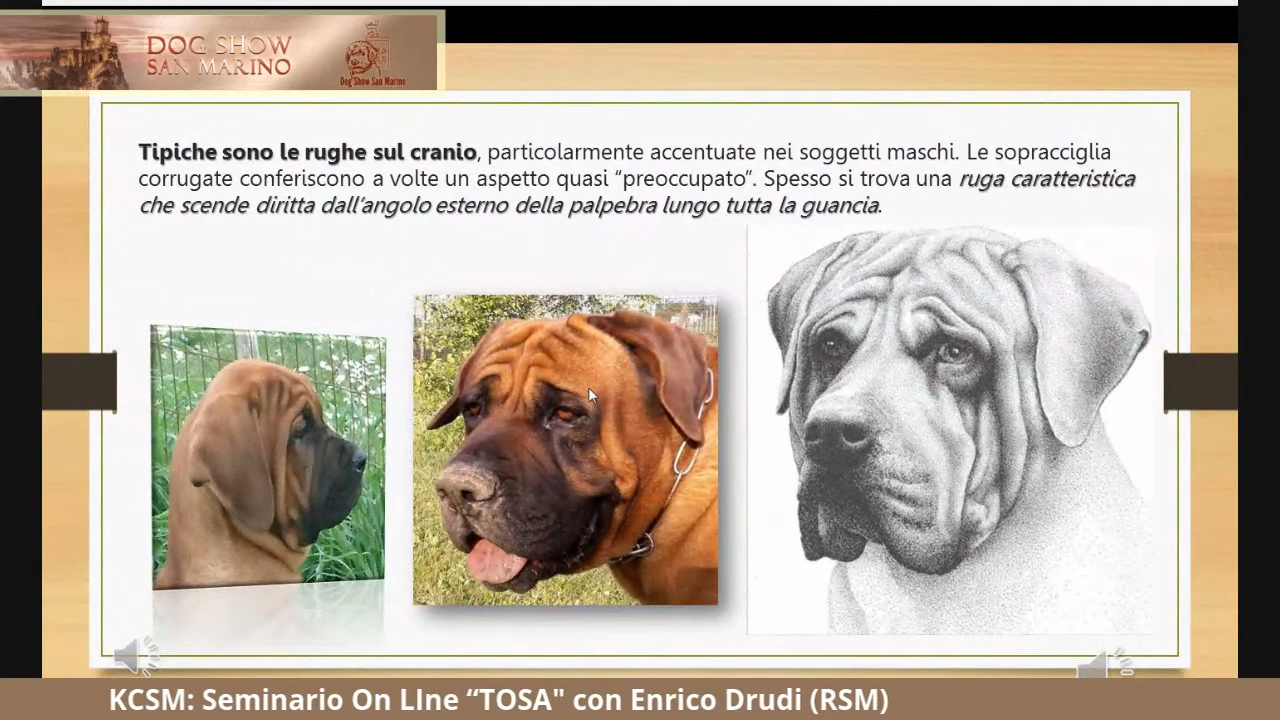 DOG SHOW
SAN MARINO
Dog Show San Marino
Tipiche sono le rughe sul cranio, particolarmente accentuate nei soggetti maschi. Le sopracciglia
corrugate conferiscono a volte un aspetto quasi “preoccupato”. Spesso si trova una ruga caratteristica
che scende diritta dall’angolo esterno della palpebra lungo tutta la guancia.
KCSM: Seminario On LIne “TOSA" con Enrico Drudi (RSM)